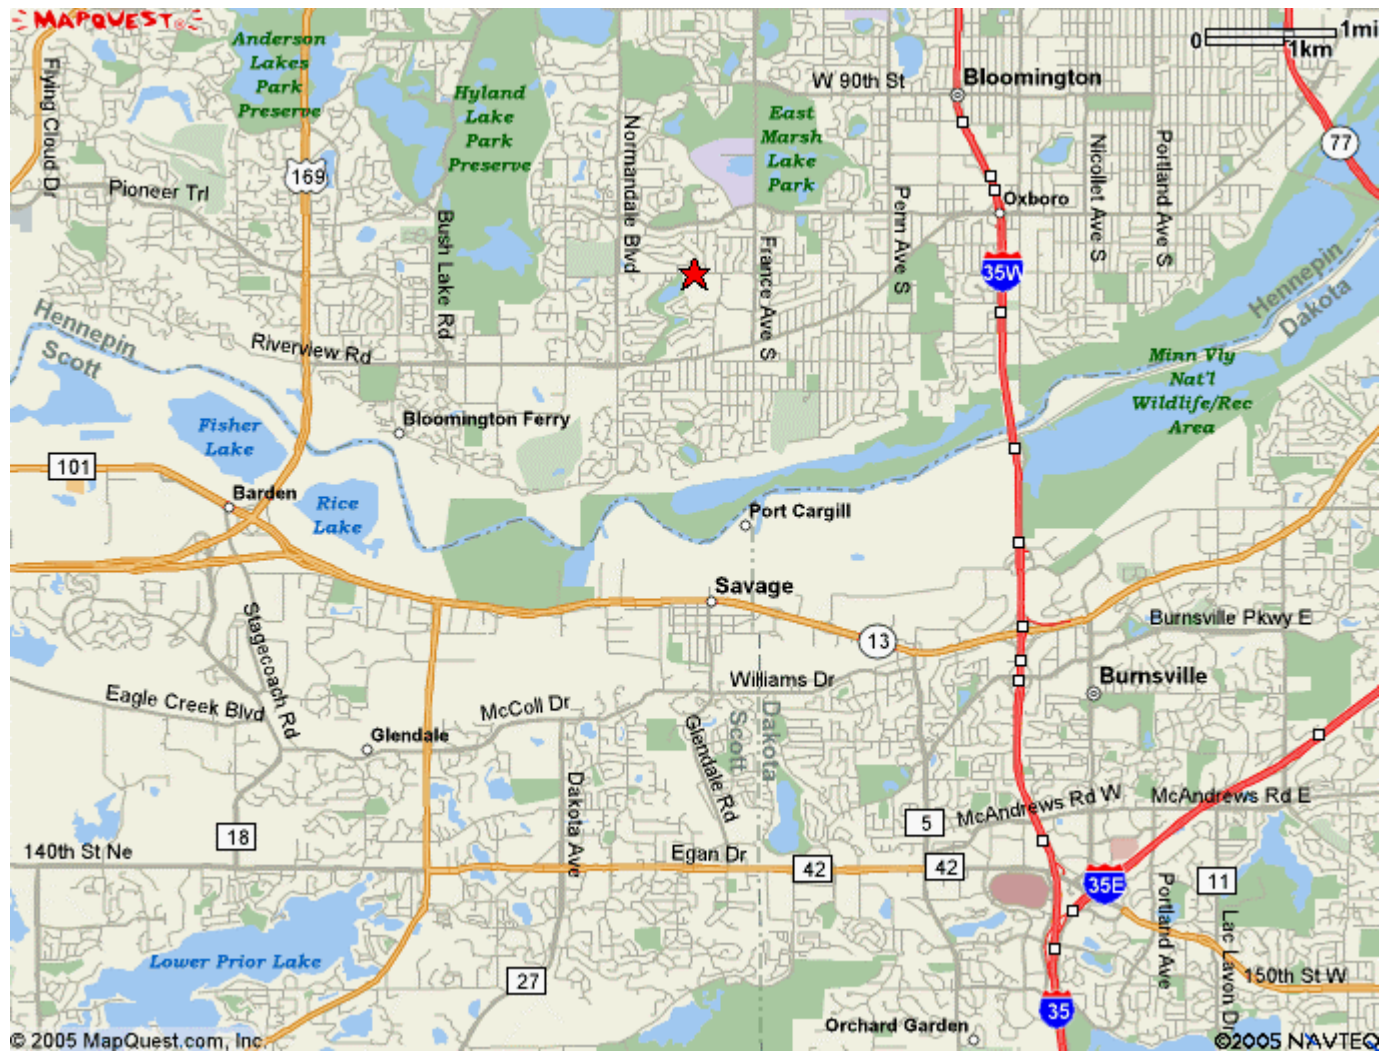 MAPQUEST
Anderson
Lakes
Park
Preserve
Hyland
Lake
Park
Preserve
East
Marsh
Lake
Park
W 90th St
Bloomington
0
1mi
1km
77
Flying Cloud Dr
Pioneer Trl
169
Bush Lake Rd
Normandale Blvd
France Ave S
Penn Ave S
Oxboro
Nicollet Ave S
Portland Ave S
35W
Hennepin
Dakota
Hennepin
Scott
Riverview Rd
Minn Vly
Nat'l
Wildlife/Rec
Area
Fisher
Lake
Bloomington Ferry
101
Barden
Rice
Lake
Port Cargill
Savage
13
Burnsville Pkwy E
Stagecoach Rd
Williams Dr
Burnsville
Eagle Creek Blvd
McColl Dr
Glendale
Glendale Rd
Scott
Dakota
Dakota Ave
McAndrews Rd W
McAndrews Rd E
18
5
140th St Ne
Egan Dr
42
42
35E
11
Portland Ave
Lac Lavon Dr
Lower Prior Lake
27
150th St W
35
Orchard Garden
© 2005 MapQuest.com, Inc.
©2005 NAVTEQ